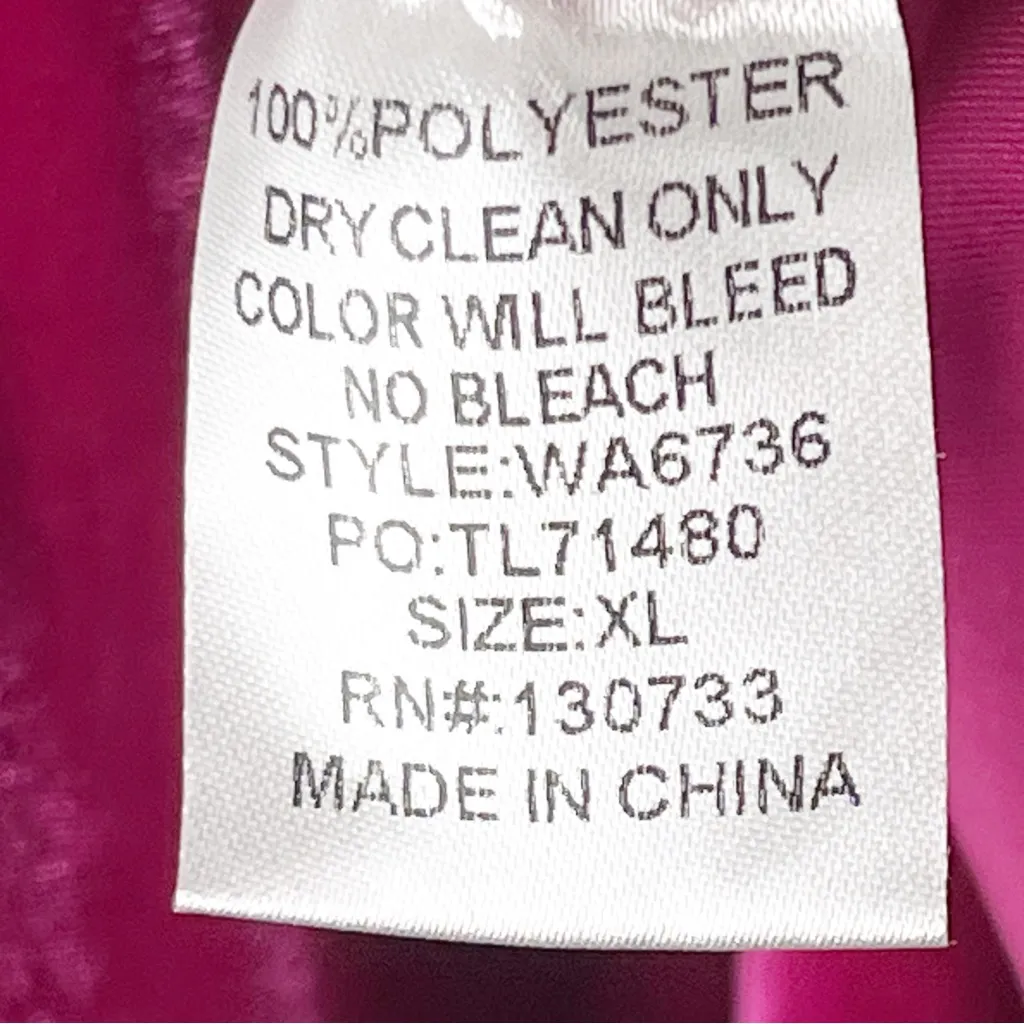 100%POLYESTER
DRY CLEAN ONLY
COLOR WILL BLEED
NO BLEACH
STYLE:WA6736
PO:TL71480
SIZE:XL
RN#:130733
MADE IN CHINA